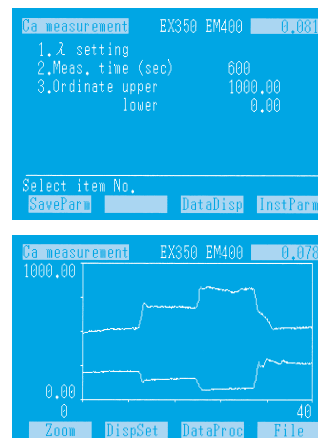 Ca measurement EX350 EM400 0.081
1.λ setting
2.Meas. time (sec) 600
3.Ordinate upper 1000.00
lower 0.00
Select item No.
SaveParm DataDisp InstParm
Ca measurement EX350 EM400 0.078
1000.00
0.00
0 40
Zoom DispSet DataProc File